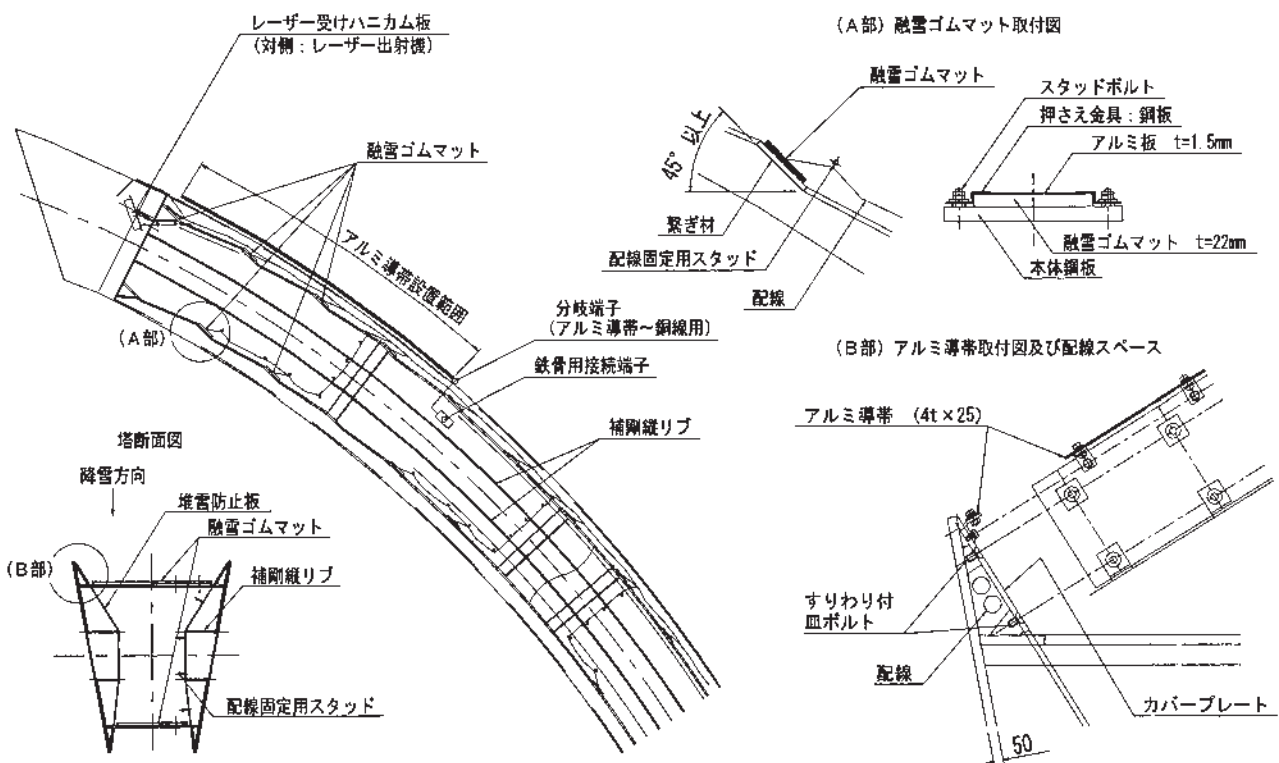 レーザー受けハニカム板
(対側：レーザー出射機)
融雪ゴムマット
アルミ導帯設置範囲
(A部)
分岐端子
(アルミ導帯～銅線用)
鉄骨用接続端子
補剛縦リブ
塔断面図
降雪方向
堆雪防止板
融雪ゴムマット
(B部)
補剛縦リブ
配線固定用スタッド
(A部) 融雪ゴムマット取付図
融雪ゴムマット
45° 以上
繋ぎ材
配線固定用スタッド
配線
スタッドボルト
押さえ金具：鋼板
アルミ板 t=1.5mm
融雪ゴムマット t=22mm
本体鋼板
(B部) アルミ導帯取付図及び配線スペース
アルミ導帯 (4t×25)
すりわり付
皿ボルト
配線
カバープレート
50